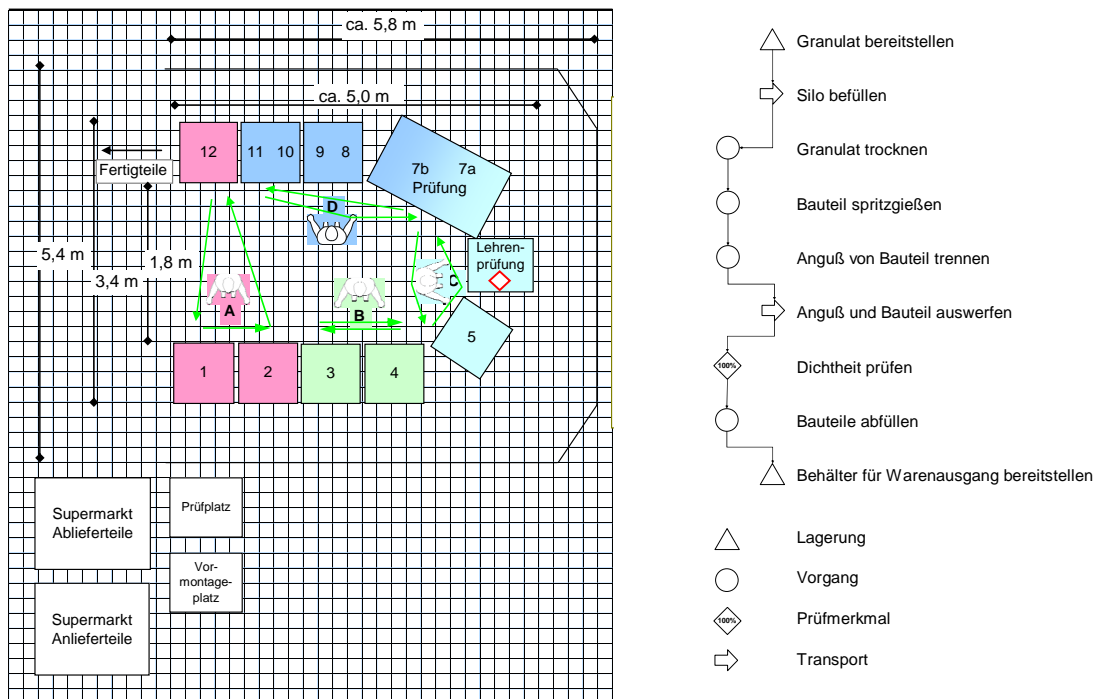 ca. 5,8 m
ca. 5,0 m
12
11 10
9 8
7b 7a
Prüfung
Fertigteile
D
5,4 m
3,4 m
1,8 m
Lehren-
prüfung
A
B
C
5
1
2
3
4
Supermarkt
Ablieferteile
Prüfplatz
Vor-
montage-
platz
Supermarkt
Anlieferteile
Granulat bereitstellen
Silo befüllen
Granulat trocknen
Bauteil spritzgießen
Anguß von Bauteil trennen
Anguß und Bauteil auswerfen
100%
Dichtheit prüfen
Bauteile abfüllen
Behälter für Warenausgang bereitstellen
Lagerung
Vorgang
100%
Prüfmerkmal
Transport